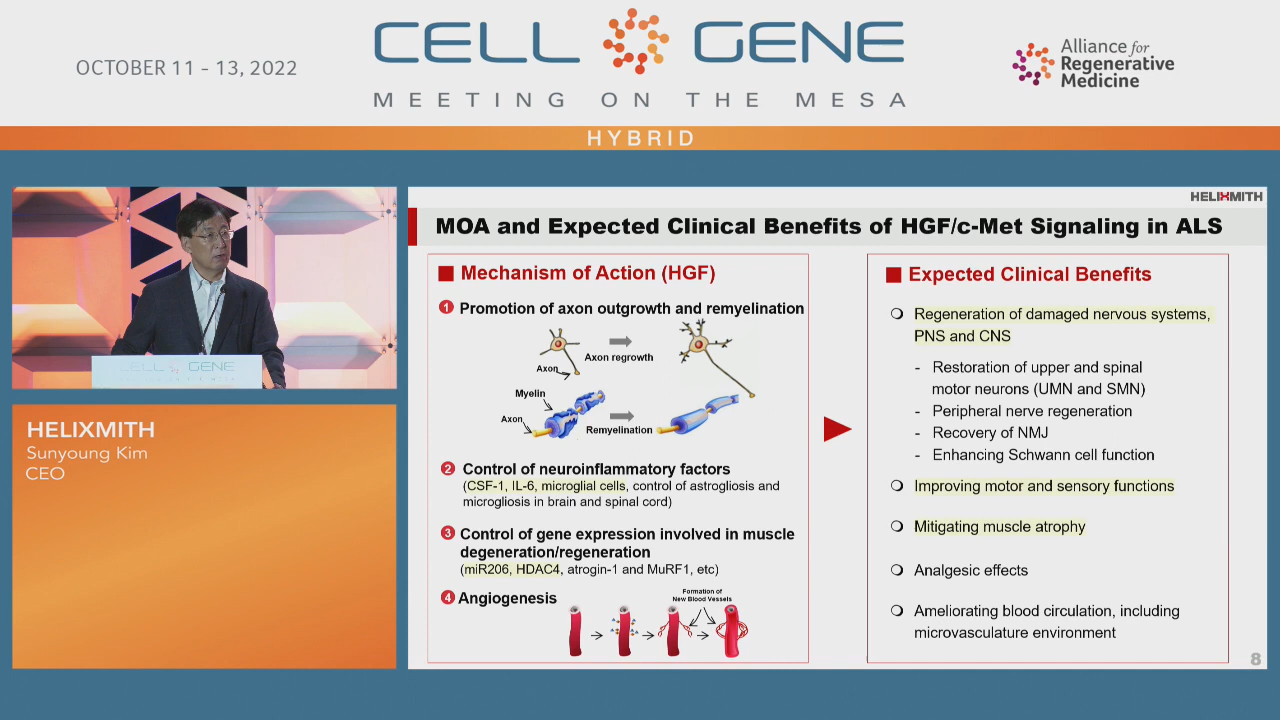 OCTOBER 11 - 13, 2022
CELL GENE
MEETING ON THE MESA
Alliance for
Regenerative
Medicine
HYBRID
CELL GENE
HELIXMITH
Sunyoung Kim
CEO
HELIXMITH
MOA and Expected Clinical Benefits of HGF/c-Met Signaling in ALS
Mechanism of Action (HGF)
1 Promotion of axon outgrowth and remyelination
Axon regrowth
Axon
Myelin
Axon
Remyelination
2 Control of neuroinflammatory factors
(CSF-1, IL-6, microglial cells, control of astrogliosis and
microgliosis in brain and spinal cord)
3 Control of gene expression involved in muscle
degeneration/regeneration
(miR206, HDAC4, atrogin-1 and MuRF1, etc)
4 Angiogenesis
Formation of
New Blood Vessels
Expected Clinical Benefits
Regeneration of damaged nervous systems,
PNS and CNS
- Restoration of upper and spinal
motor neurons (UMN and SMN)
- Peripheral nerve regeneration
- Recovery of NMJ
- Enhancing Schwann cell function
Improving motor and sensory functions
Mitigating muscle atrophy
Analgesic effects
Ameliorating blood circulation, including
microvasculature environment
8